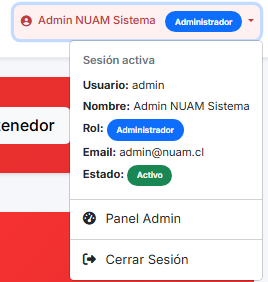 Admin NUAM Sistema Administrador
Sesión activa
Usuario: admin
enedor
Nombre: Admin NUAM Sistema
Rol: Administrador
Email: admin@nuam.cl
Estado: Activo
Panel Admin
Cerrar Sesión